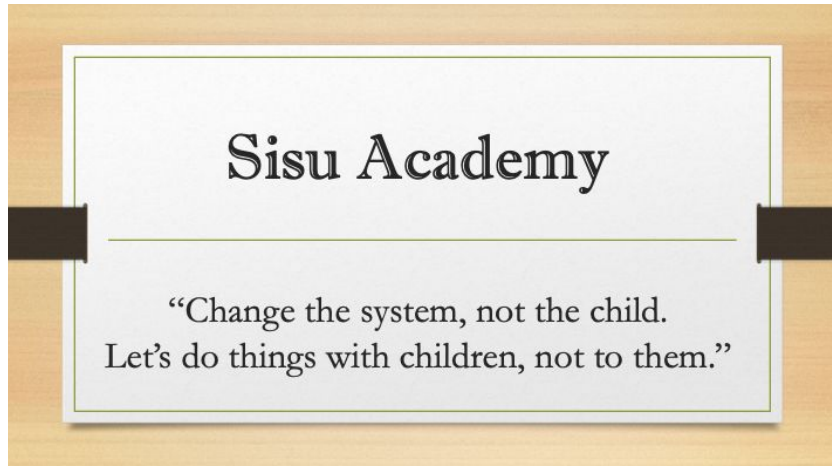 Sisu Academy
“Change the system, not the child.
Let’s do things with children, not to them.”